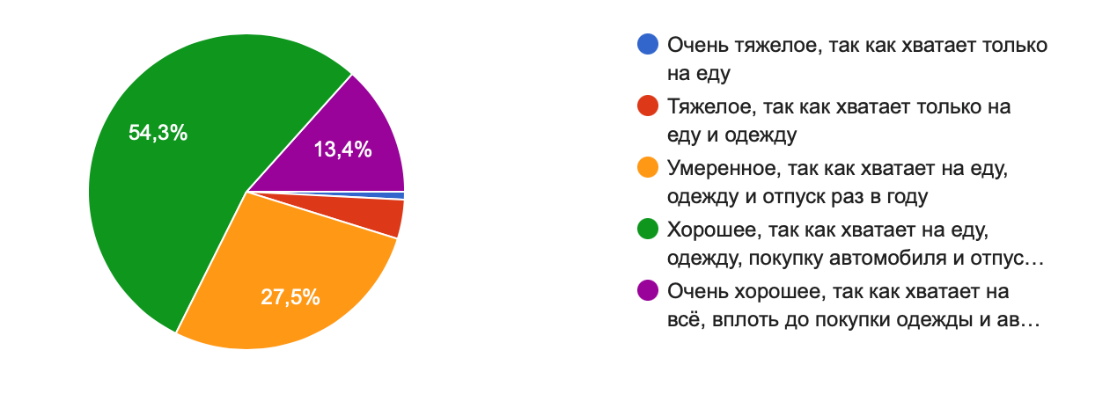 54,3%
13,4%
27,5%
Очень тяжелое, так как хватает только
на еду
Тяжелое, так как хватает только на
еду и одежду
Умеренное, так как хватает на еду,
одежду и отпуск раз в году
Хорошее, так как хватает на еду,
одежду, покупку автомобиля и отпус…
Очень хорошее, так как хватает на
всё, вплоть до покупки одежды и ав…